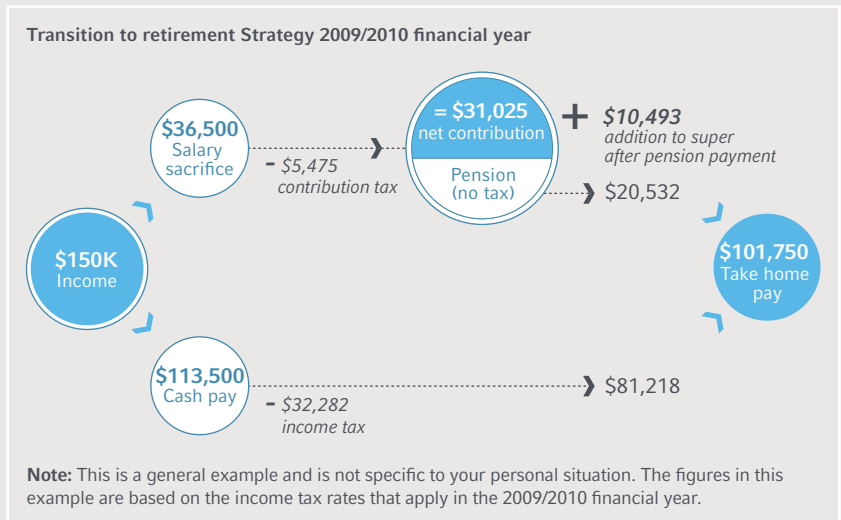 Transition to retirement Strategy 2009/2010 financial year
$36,500
Salary
sacrifice
- $5,475
contribution tax
= $31,025
net contribution
Pension
(no tax)
+ $10,493
addition to super
after pension payment
$20,532
$150K
Income
$101,750
Take home
pay
$113,500
Cash pay
- $32,282
income tax
$81,218
Note: This is a general example and is not specific to your personal situation. The figures in this
example are based on the income tax rates that apply in the 2009/2010 financial year.